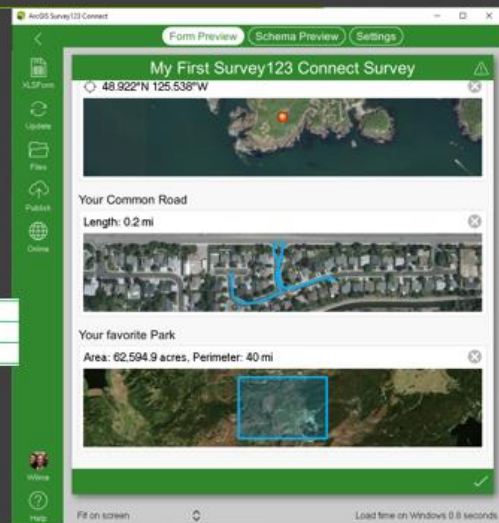 ArcGIS Survey123 Connect
Form Preview Schema Preview Settings
My First Survey123 Connect Survey
XLSForm
48.922°N 125.538°W
Update
Files
Publish
Your Common Road
Online
Length: 0.2 mi
Your favorite Park
Area: 62,594.9 acres, Perimeter: 40 mi
Wilma
Help
Fit on screen
Load time on Windows 0.8 seconds